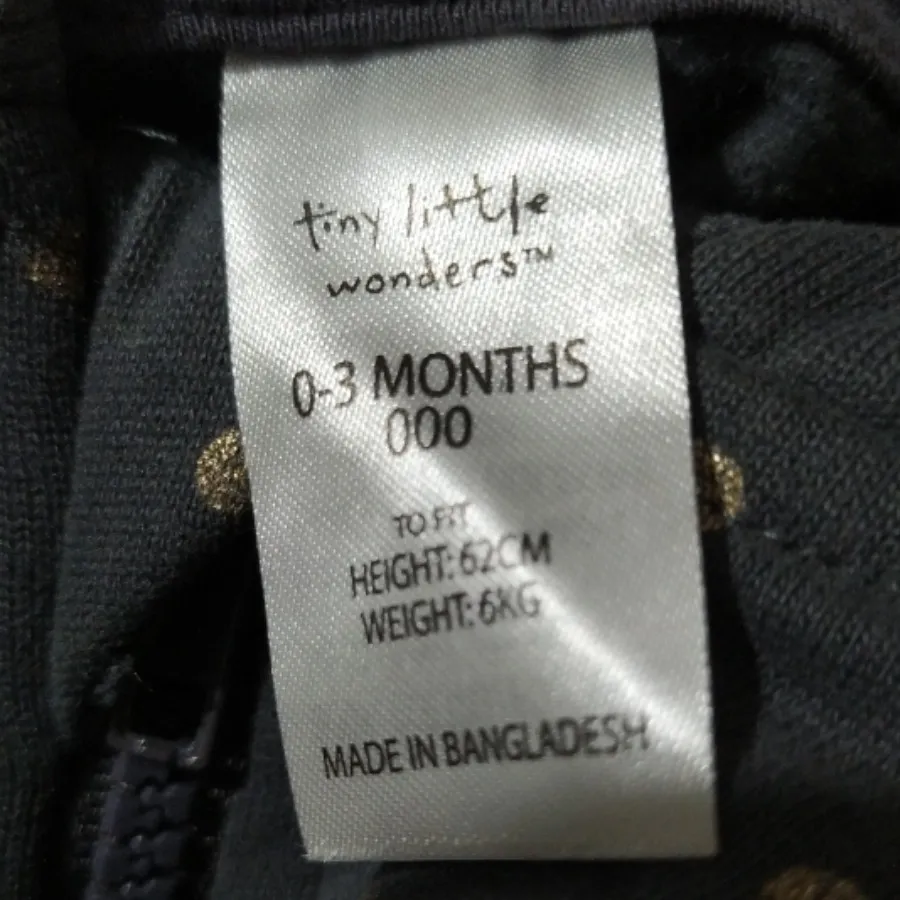 tiny little
wonders™
0-3 MONTHS
000
TO FIT
HEIGHT: 62CM
WEIGHT: 6KG
MADE IN BANGLADESH